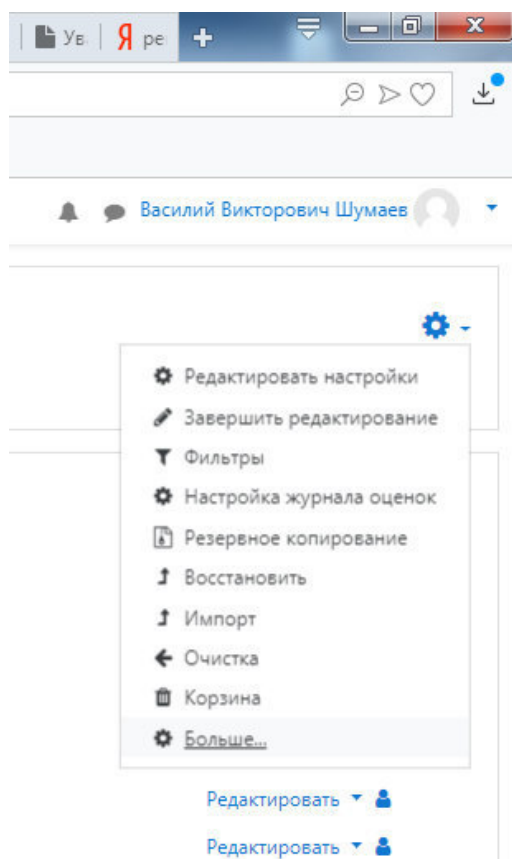 Ув
Я ре
Василий Викторович Шумаев
Редактировать настройки
Завершить редактирование
Фильтры
Настройка журнала оценок
Резервное копирование
Восстановить
Импорт
Очистка
Корзина
Больше...
Редактировать
Редактировать